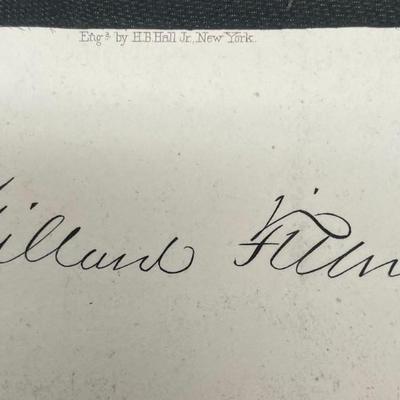 Engd. by H.B. Hall Jr., New York.
illard Fillm